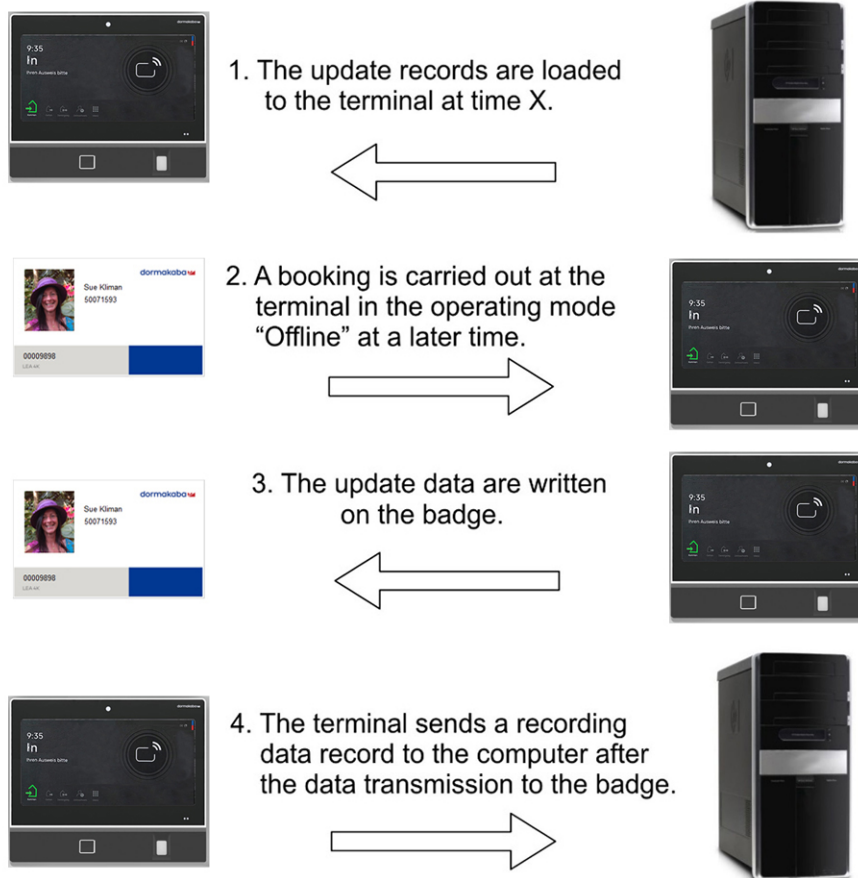 dormakaba
9:35
In
Ihren Ausweis bitte
1. The update records are loaded
to the terminal at time X.
dormakaba
Sue Kliman
50071593
00009898
2. A booking is carried out at the
terminal in the operating mode
“Offline” at a later time.
dormakaba
9:35
In
Ihren Ausweis bitte
dormakaba
Sue Kliman
50071593
00009898
3. The update data are written
on the badge.
dormakaba
9:35
In
Ihren Ausweis bitte
dormakaba
9:35
In
Ihren Ausweis bitte
4. The terminal sends a recording
data record to the computer after
the data transmission to the badge.